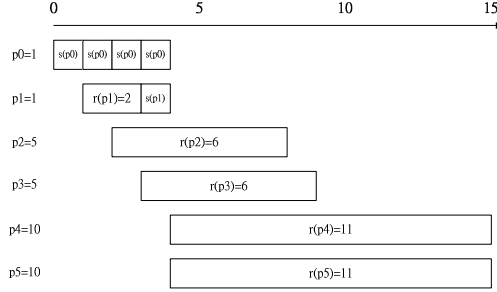 0 5 10 15
p0=1 s(p0) s(p0) s(p0) s(p0)
p1=1 r(p1)=2 s(p1)
p2=5 r(p2)=6
p3=5 r(p3)=6
p4=10 r(p4)=11
p5=10 r(p5)=11